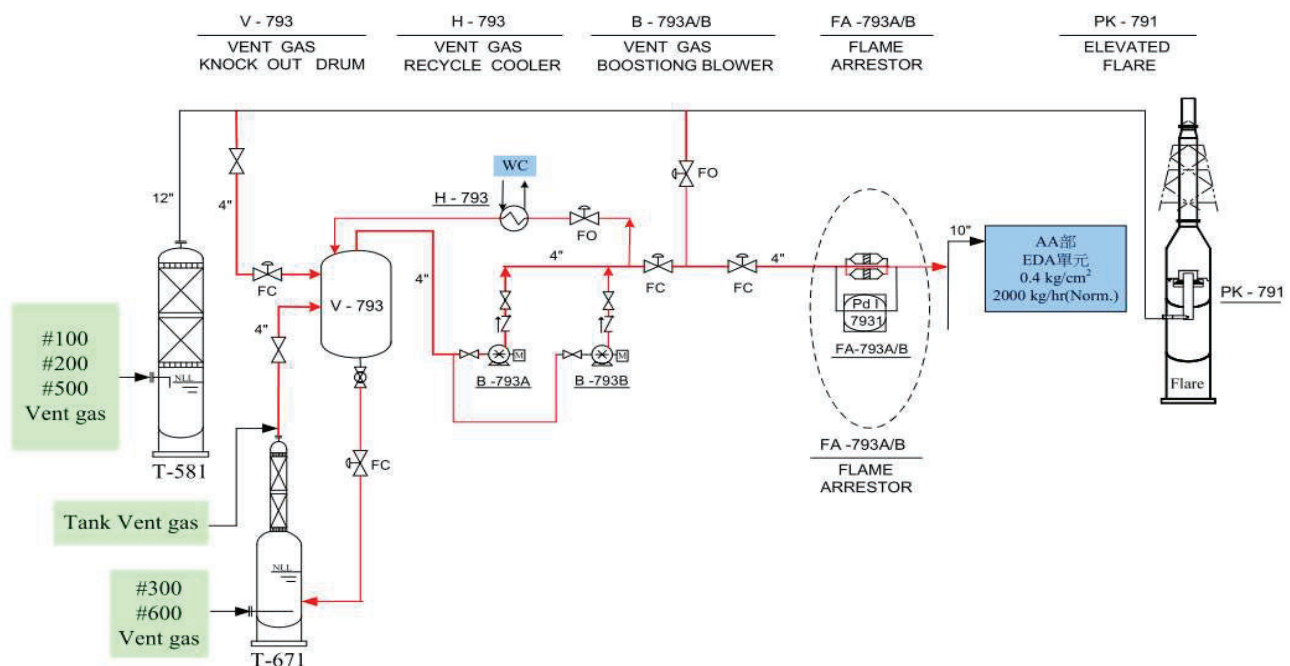 V - 793
VENT GAS
KNOCK OUT DRUM
H - 793
VENT GAS
RECYCLE COOLER
B - 793A/B
VENT GAS
BOOSTIONG BLOWER
FA -793A/B
FLAME
ARRESTOR
PK - 791
ELEVATED
FLARE
12"
4"
FC
WC
H - 793
FO
FO
V - 793
4"
4"
4"
FC
4"
FC
10"
AA部
EDA單元
0.4 kg/cm2
2000 kg/hr(Norm.)
PK - 791
Pd I
7931
FA-793A/B
M
B -793A
M
B -793B
#100
#200
#500
Vent gas
NLL
T-581
Flare
FC
FA -793A/B
FLAME
ARRESTOR
Tank Vent gas
NLL
#300
#600
Vent gas
T-671